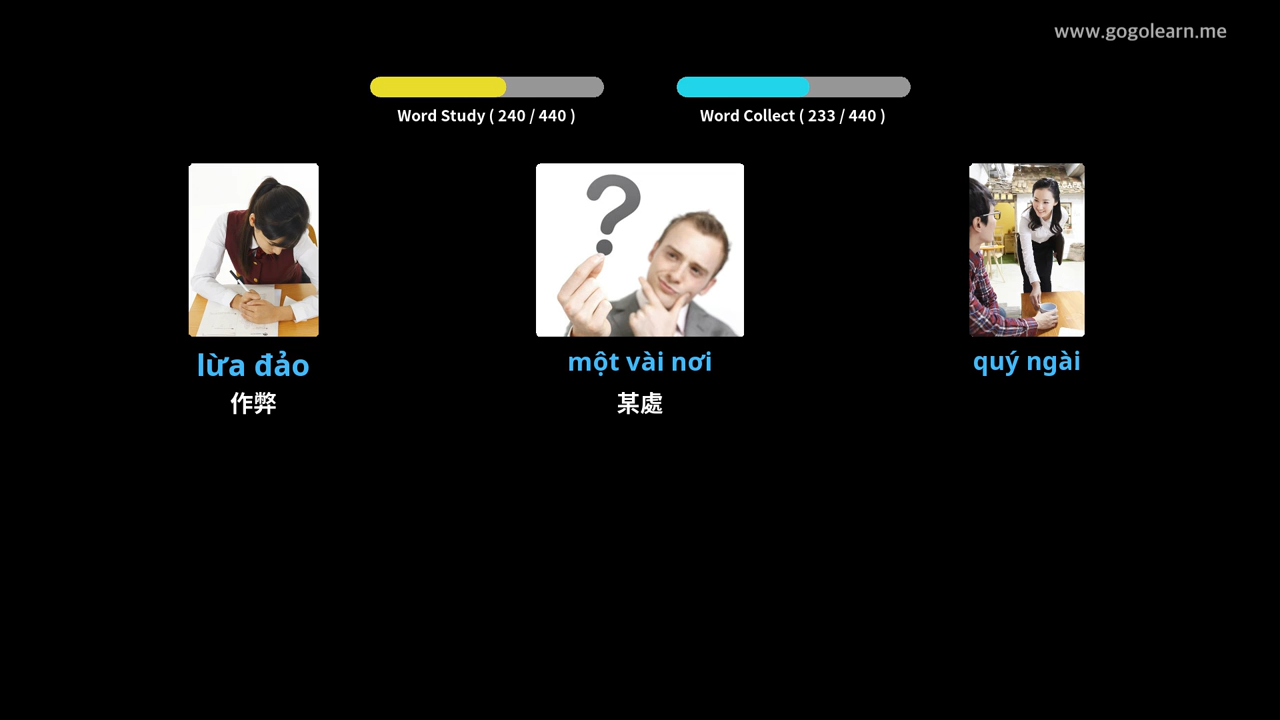 www.gogolearn.me
Word Study ( 240 / 440 )
Word Collect ( 233 / 440 )
lừa đảo
作弊
một vài nơi
某處
quý ngài